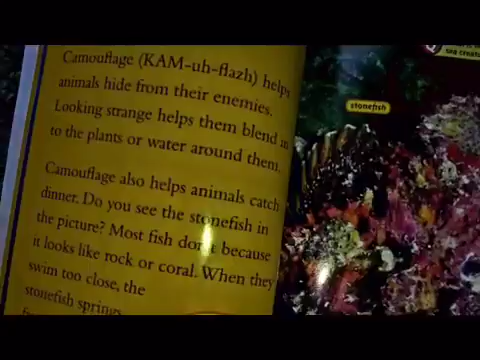 Camouflage (KAM-uh-flazh) helps
animals hide from their enemies.
Looking strange helps them blend in
to the plants or water around them.
Camouflage also helps animals catch
dinner. Do you see the stonefish in
the picture? Most fish don't because
it looks like rock or coral. When they
swim too close, the
stonefish springs
stonefish